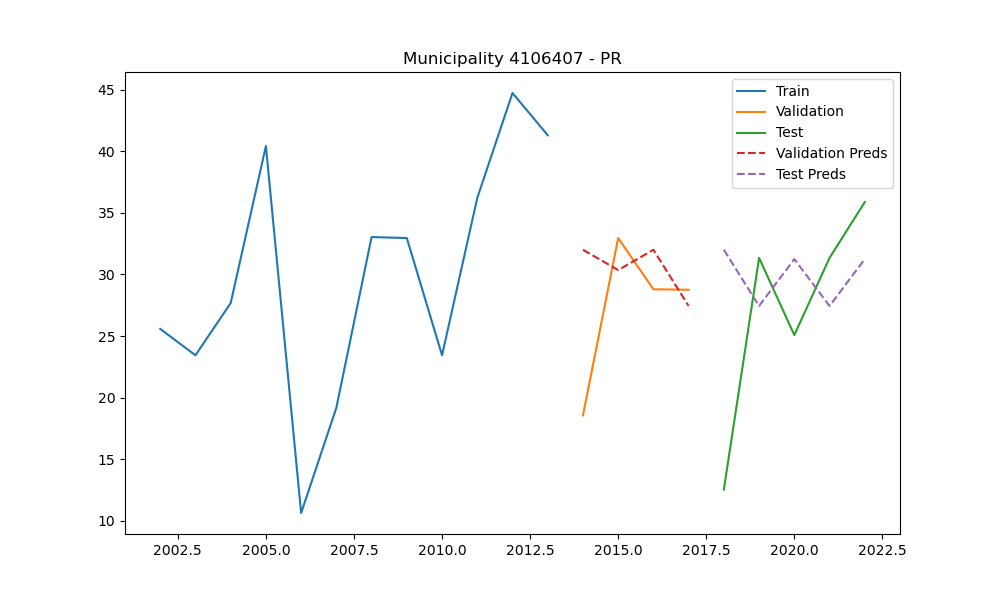 Municipality 4106407 - PR
45
40
35
30
25
20
15
10
2002.5 2005.0 2007.5 2010.0 2012.5 2015.0 2017.5 2020.0 2022.5
Train
Validation
Test
Validation Preds
Test Preds